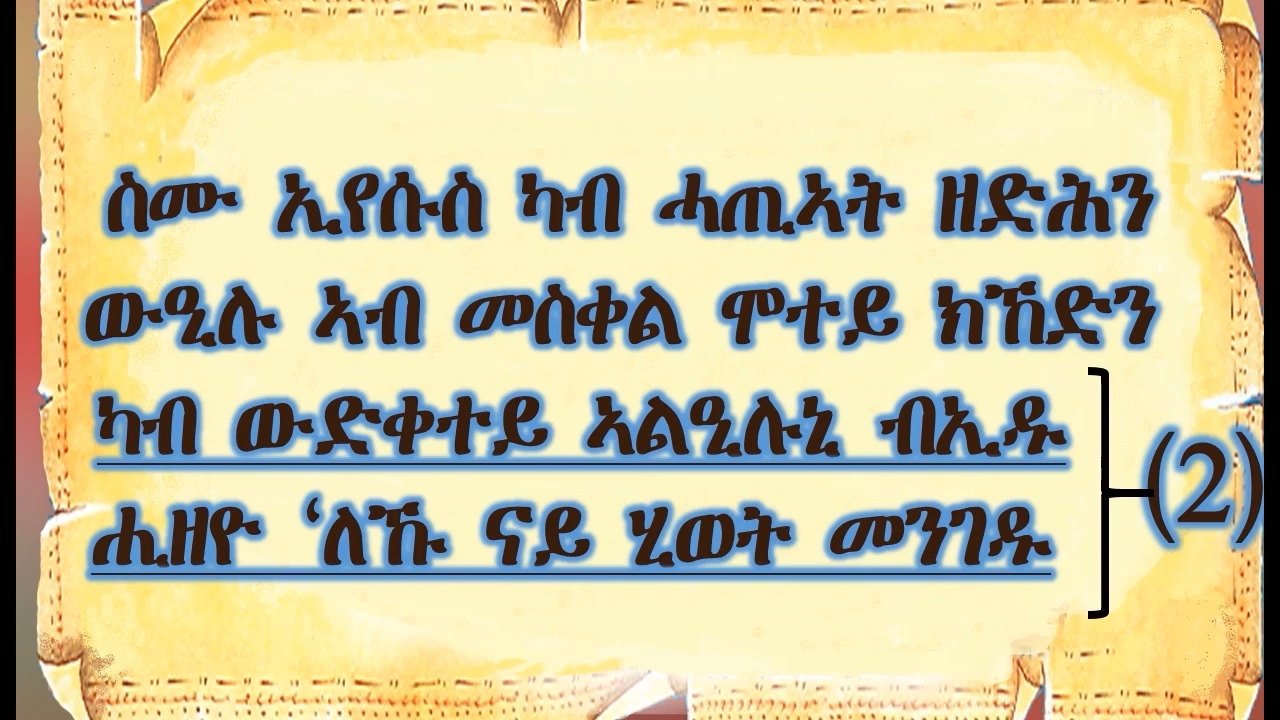 ስሙ ኢየሱስ ካብ ሓጢኣት ዘድሕን
ውዒሉ ኣብ መስቀል ሞተይ ክኸድን
ካብ ውድቀተይ ኣልዒሉኒ ብኢዱ
ሒዘዮ ‘ለኹ ናይ ሂወት መንገዱ
(2)